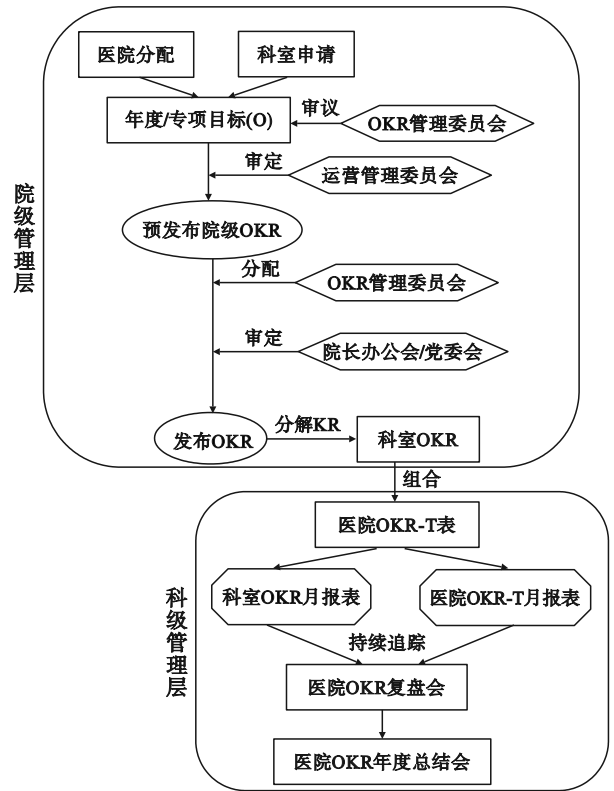 医院分配
科室申请
年度/专项目标(O)
审议
OKR管理委员会
审定
运营管理委员会
预发布院级OKR
分配
OKR管理委员会
审定
院长办公会/党委会
发布OKR
分解KR
科室OKR
院级管理层
组合
医院OKR-T表
科室OKR月报表
医院OKR-T月报表
持续追踪
医院OKR复盘会
医院OKR年度总结会
科级管理层